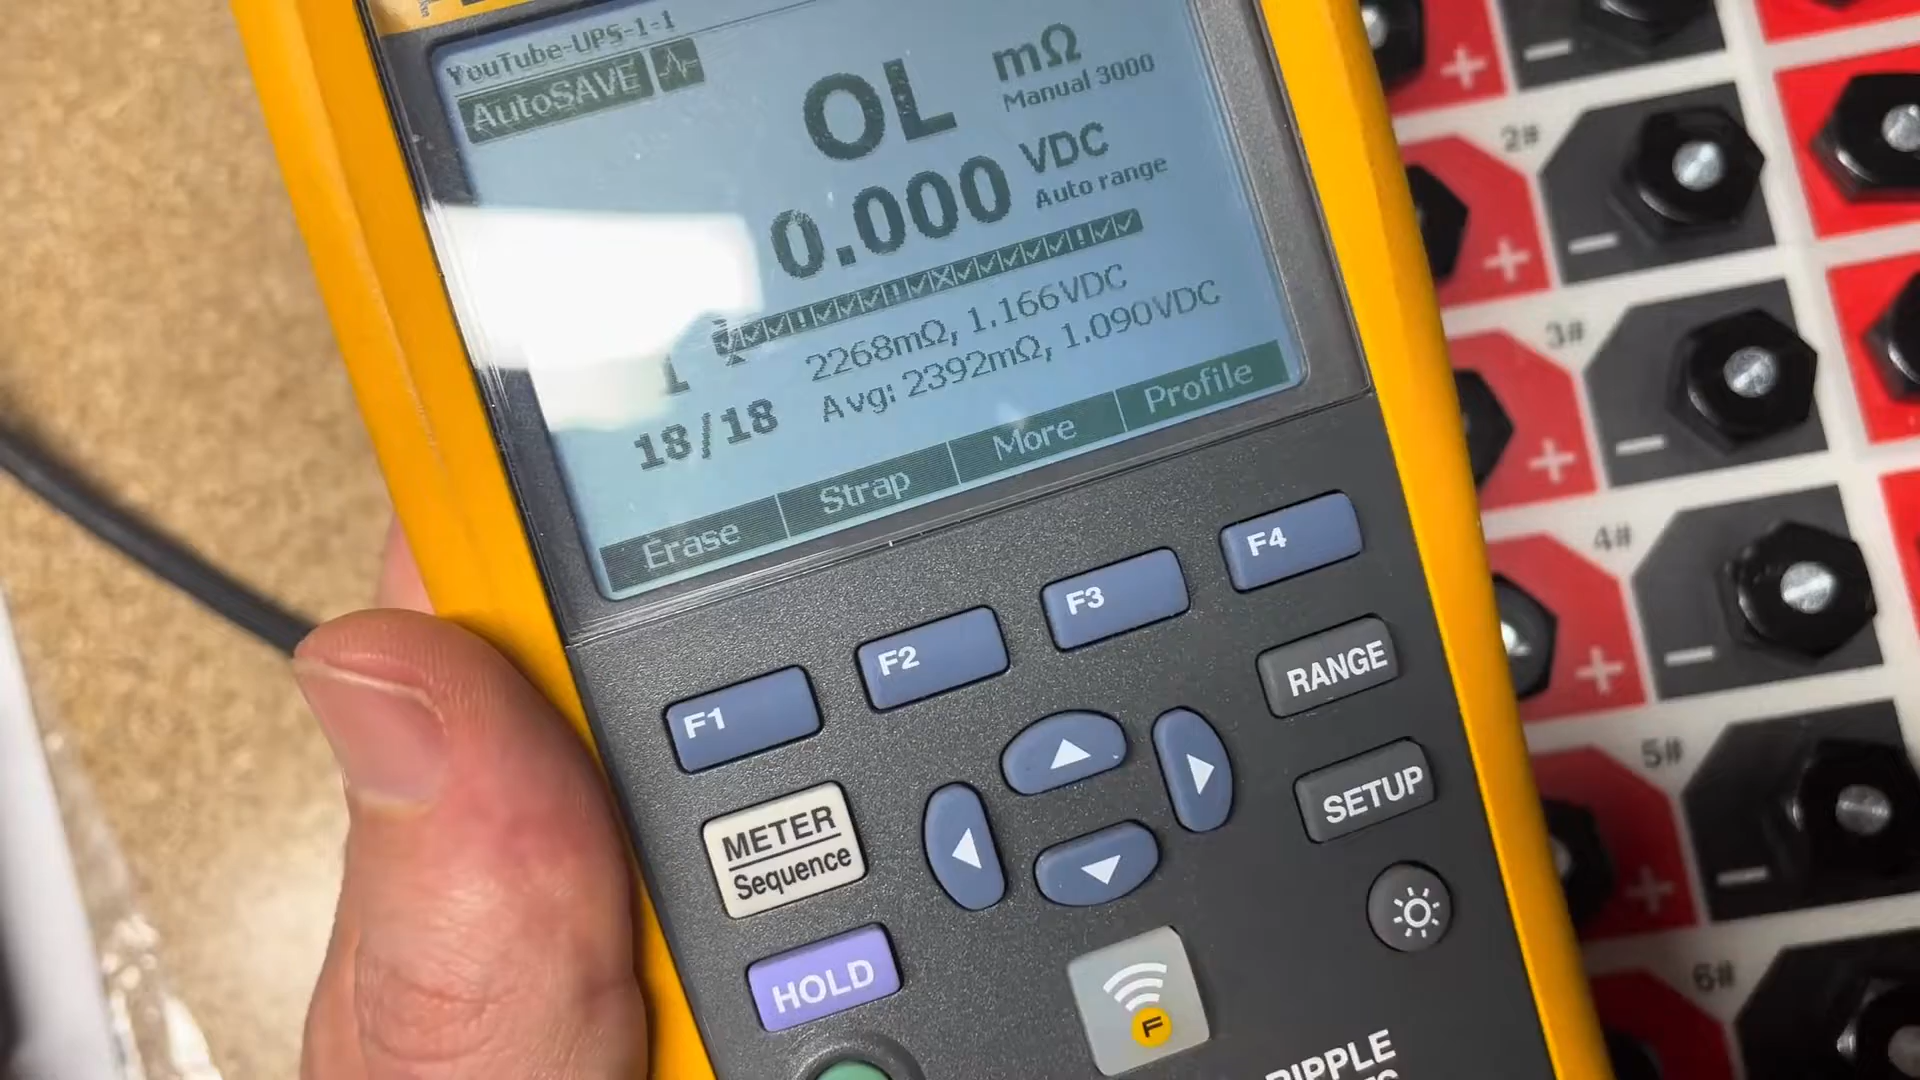 YouTube-UPS-1-1
AutoSAVE
OL mΩ
Manual 3000
0.000 VDC
Auto range
1 2268mΩ, 1.166VDC
18/18 Avg: 2392mΩ, 1.090VDC
Erase Strap More Profile
F1 F2 F3 F4
RANGE
METER
Sequence
SETUP
HOLD
F
RIPPLE
2#
3#
4#
5#
6#
+ −
+ −
+ −
+ −
+ −